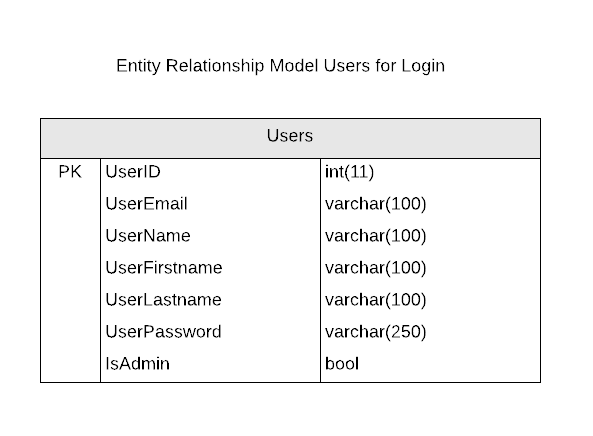 Entity Relationship Model Users for Login
Users
PK UserID int(11)
UserEmail varchar(100)
UserName varchar(100)
UserFirstname varchar(100)
UserLastname varchar(100)
UserPassword varchar(250)
IsAdmin bool